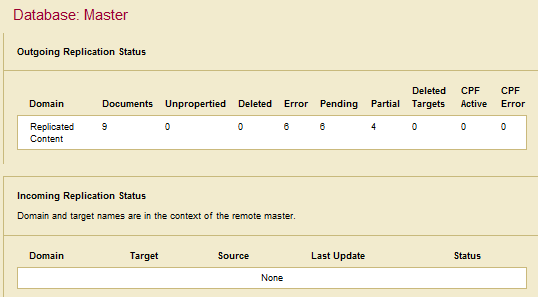 Database: Master
Outgoing Replication Status
Deleted CPF CPF
Domain Documents Unpropertied Deleted Error Pending Partial Targets Active Error
Replicated 9 0 0 6 6 4 0 0 0
Content
Incoming Replication Status
Domain and target names are in the context of the remote master.
Domain Target Source Last Update Status
None